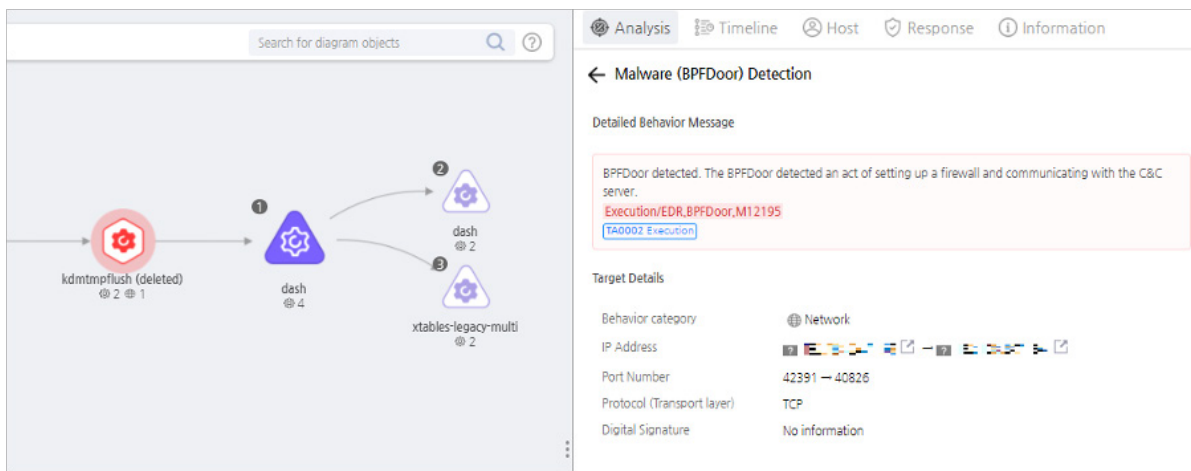 Search for diagram objects
?
kdmtmpflush (deleted)
2 1
1
dash
4
2
dash
2
3
xtables-legacy-multi
2
Analysis Timeline Host Response Information
Malware (BPFDoor) Detection
Detailed Behavior Message
BPFDoor detected. The BPFDoor detected an act of setting up a firewall and communicating with the C&C
server.
Execution/EDR,BPFDoor,M12195
TA0002 Execution
Target Details
Behavior category Network
IP Address ? → ?
Port Number 42391 → 40826
Protocol (Transport layer) TCP
Digital Signature No information